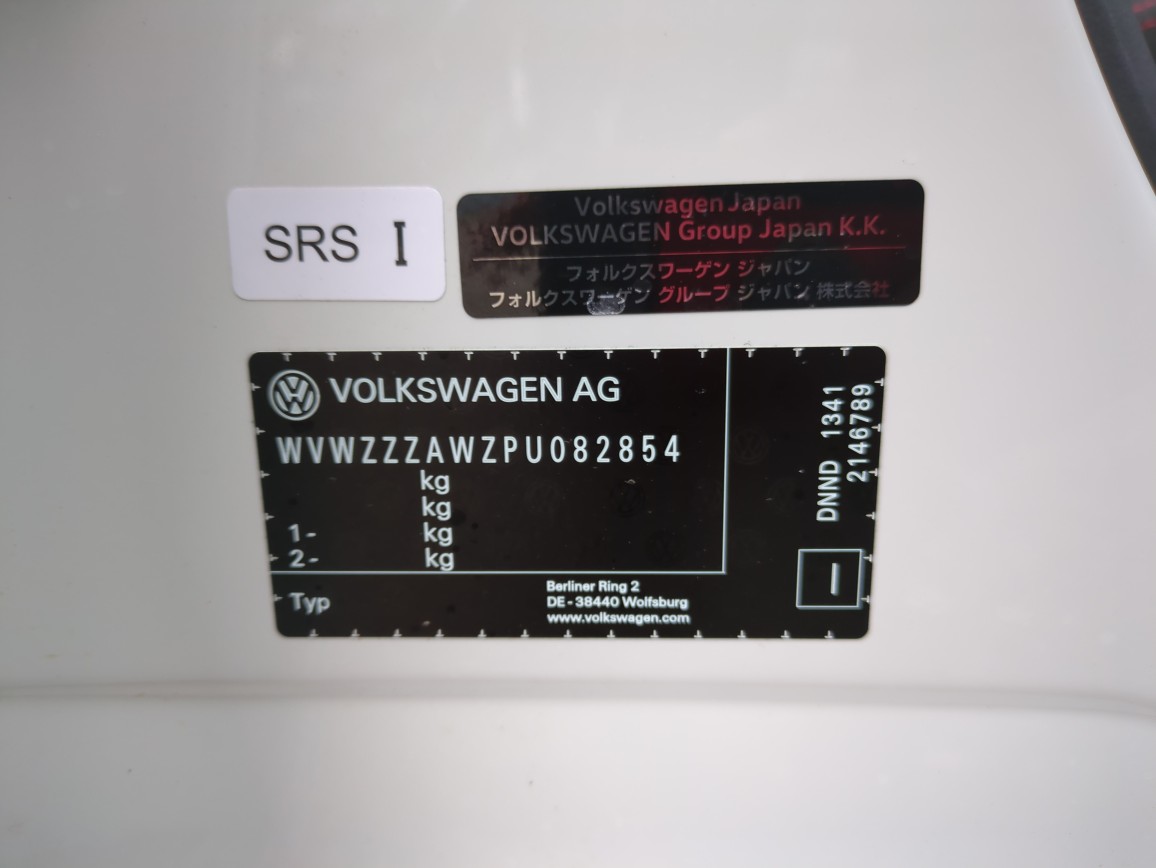 SRS I
Volkswagen Japan
VOLKSWAGEN Group Japan K.K.
フォルクスワーゲン ジャパン
フォルクスワーゲン グループ ジャパン 株式会社
VOLKSWAGEN AG
WVWZZZAWZPU082854
kg
kg
1- kg
2- kg
Typ
Berliner Ring 2
DE-38440 Wolfsburg
www.volkswagen.com
DNND 1341
2146789
I